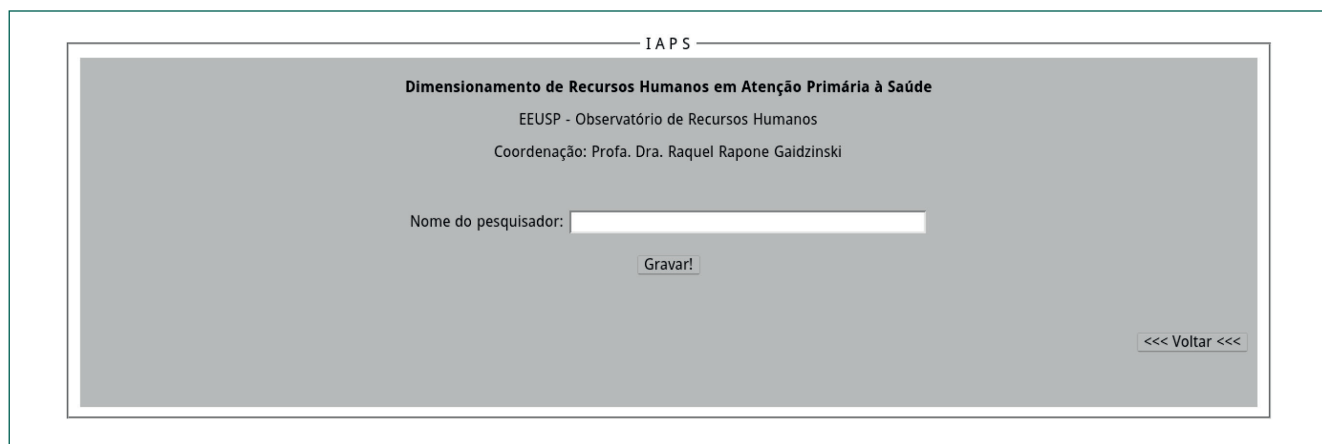 I A P S
Dimensionamento de Recursos Humanos em Atenção Primária à Saúde
EEUSP - Observatório de Recursos Humanos
Coordenação: Profa. Dra. Raquel Rapone Gaidzinski
Nome do pesquisador:
Gravar!
<<< Voltar <<<